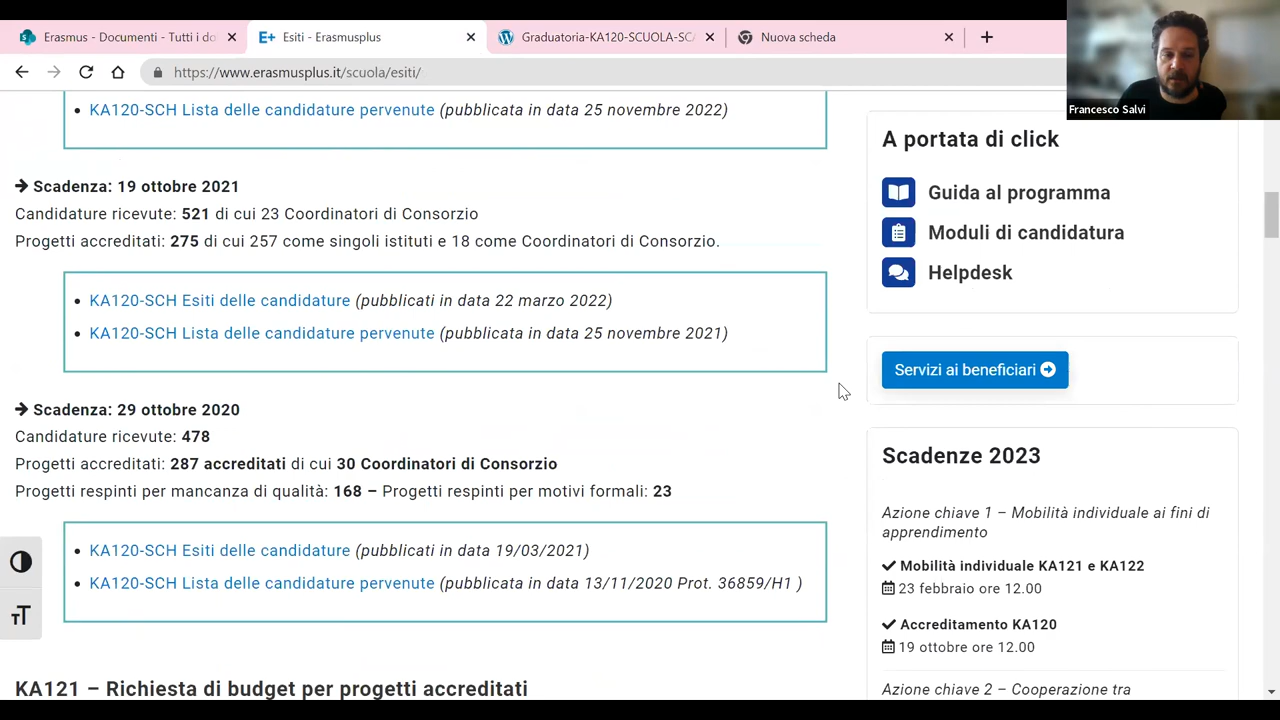 Erasmus - Documenti - Tutti i do
Esiti - Erasmusplus
Graduatoria-KA120-SCUOLA-SCA
Nuova scheda
https://www.erasmusplus.it/scuola/esiti/
Francesco Salvi
KA120-SCH Lista delle candidature pervenute (pubblicata in data 25 novembre 2022)
Scadenza: 19 ottobre 2021
Candidature ricevute: 521 di cui 23 Coordinatori di Consorzio
Progetti accreditati: 275 di cui 257 come singoli istituti e 18 come Coordinatori di Consorzio.
KA120-SCH Esiti delle candidature (pubblicati in data 22 marzo 2022)
KA120-SCH Lista delle candidature pervenute (pubblicata in data 25 novembre 2021)
Scadenza: 29 ottobre 2020
Candidature ricevute: 478
Progetti accreditati: 287 accreditati di cui 30 Coordinatori di Consorzio
Progetti respinti per mancanza di qualità: 168 – Progetti respinti per motivi formali: 23
KA120-SCH Esiti delle candidature (pubblicati in data 19/03/2021)
KA120-SCH Lista delle candidature pervenute (pubblicata in data 13/11/2020 Prot. 36859/H1 )
KA121 – Richiesta di budget per progetti accreditati
A portata di click
Guida al programma
Moduli di candidatura
Helpdesk
Servizi ai beneficiari
Scadenze 2023
Azione chiave 1 – Mobilità individuale ai fini di
apprendimento
Mobilità individuale KA121 e KA122
23 febbraio ore 12.00
Accreditamento KA120
19 ottobre ore 12.00
Azione chiave 2 – Cooperazione tra